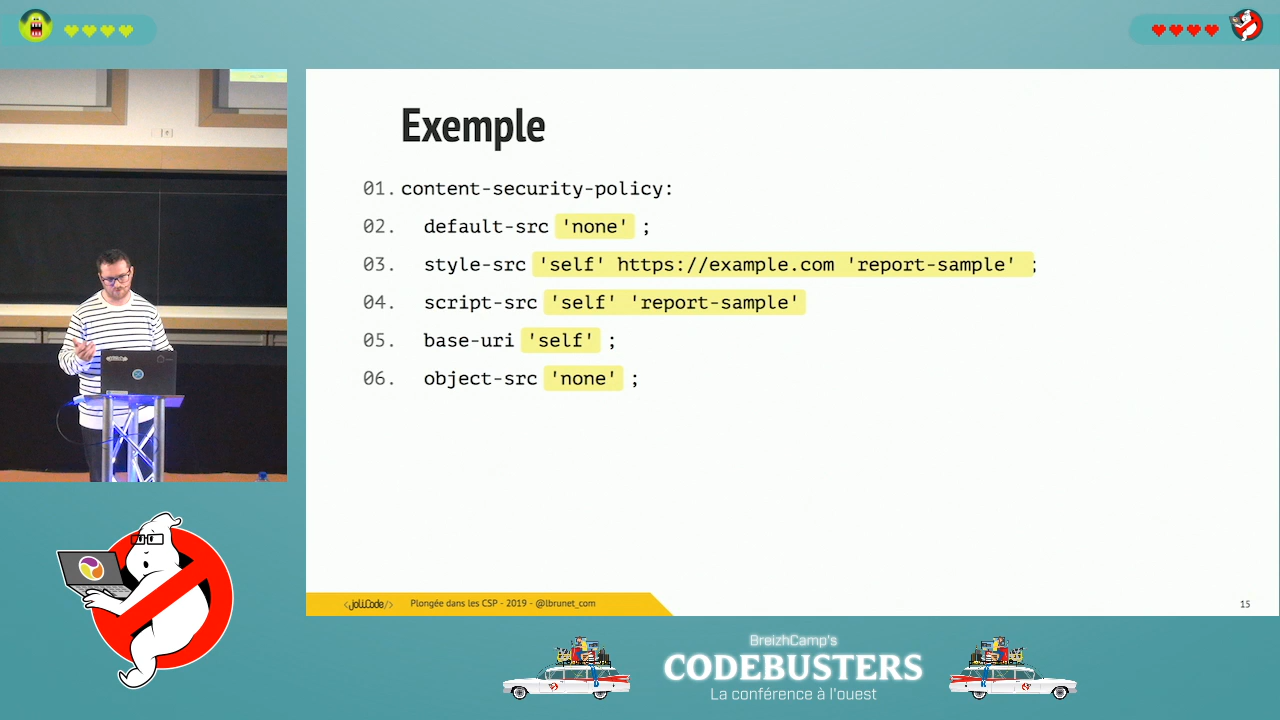 Exemple
01. content-security-policy:
02. default-src 'none' ;
03. style-src 'self' https://example.com 'report-sample' ;
04. script-src 'self' 'report-sample'
05. base-uri 'self' ;
06. object-src 'none' ;
<joliCode/> Plongée dans les CSP - 2019 - @lbrunet_com 15
BreizhCamp's
CODEBUSTERS
La conférence à l'ouest